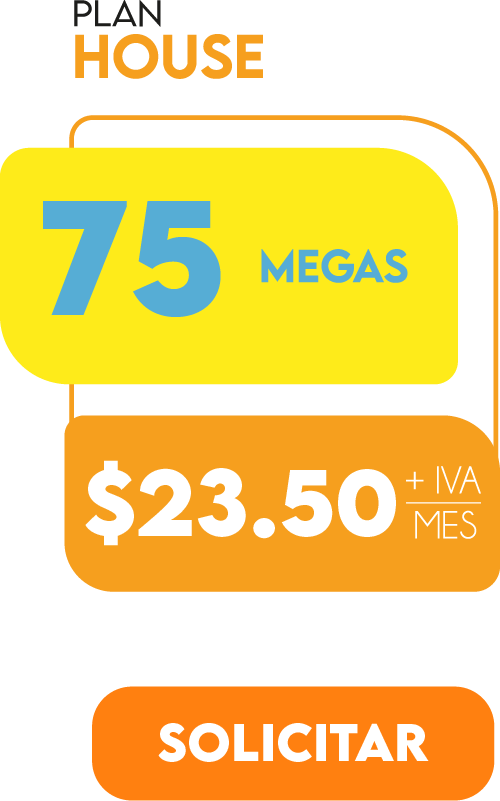 PLAN
HOUSE
75 MEGAS
$23.50 + IVA
MES
SOLICITAR